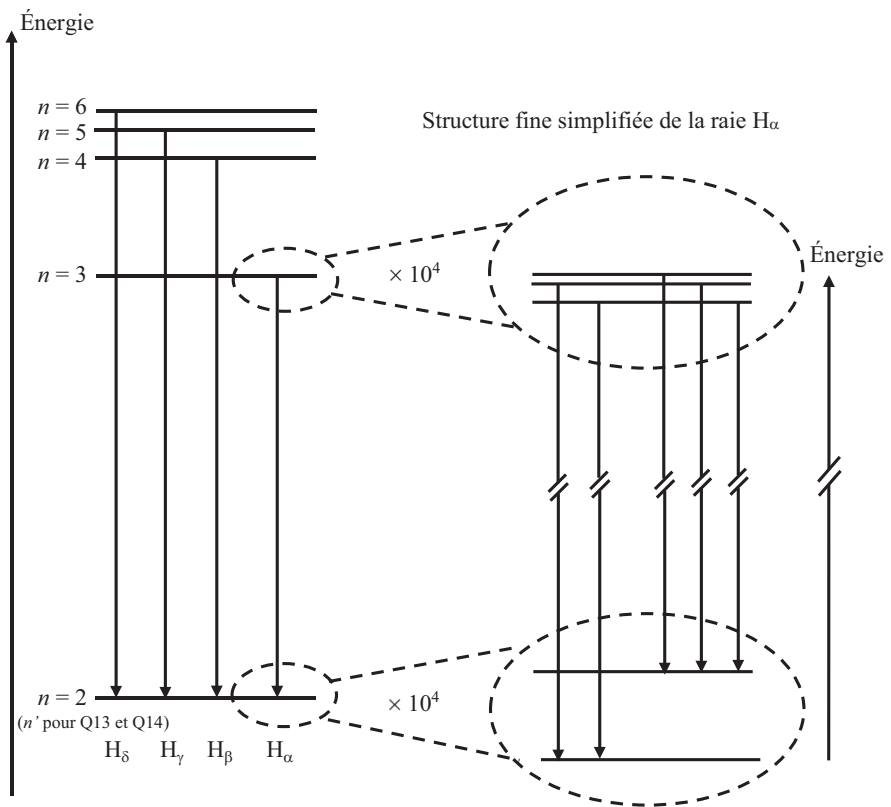 Énergie
n = 6
n = 5
n = 4
Structure fine simplifiée de la raie Hα
n = 3
× 10⁴
Énergie
n = 2
(n’ pour Q13 et Q14)
× 10⁴
Hδ Hγ Hβ Hα